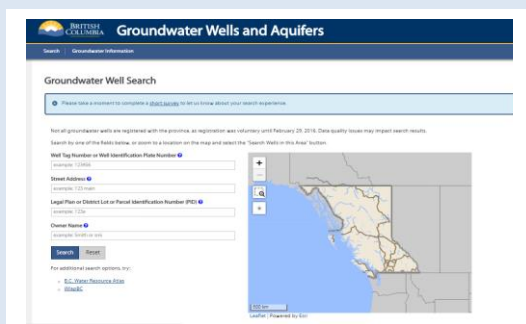 BRITISH
COLUMBIA
Groundwater Wells and Aquifers
Search
Groundwater Information
Groundwater Well Search
Please take a moment to complete a short survey to let us know about your search experience.
Not all groundwater wells are registered with the province, as registration was voluntary until February 29, 2016. Data quality issues may impact search results.
Search by one of the fields below, or zoom to a location on the map and select the 'Search Wells in this Area' button
Well Tag Number or Well Identification Plate Number
example: 123456
Street Address
example: 123 main
Legal Plan or District Lot or Parcel Identification Number (PID)
example: 123a
Owner Name
example: Smith
Search
Reset
For additional search options, try:
B.C. Water Resource Atlas
iMapBC
+
−
500 km
Leaflet | Powered by Esri